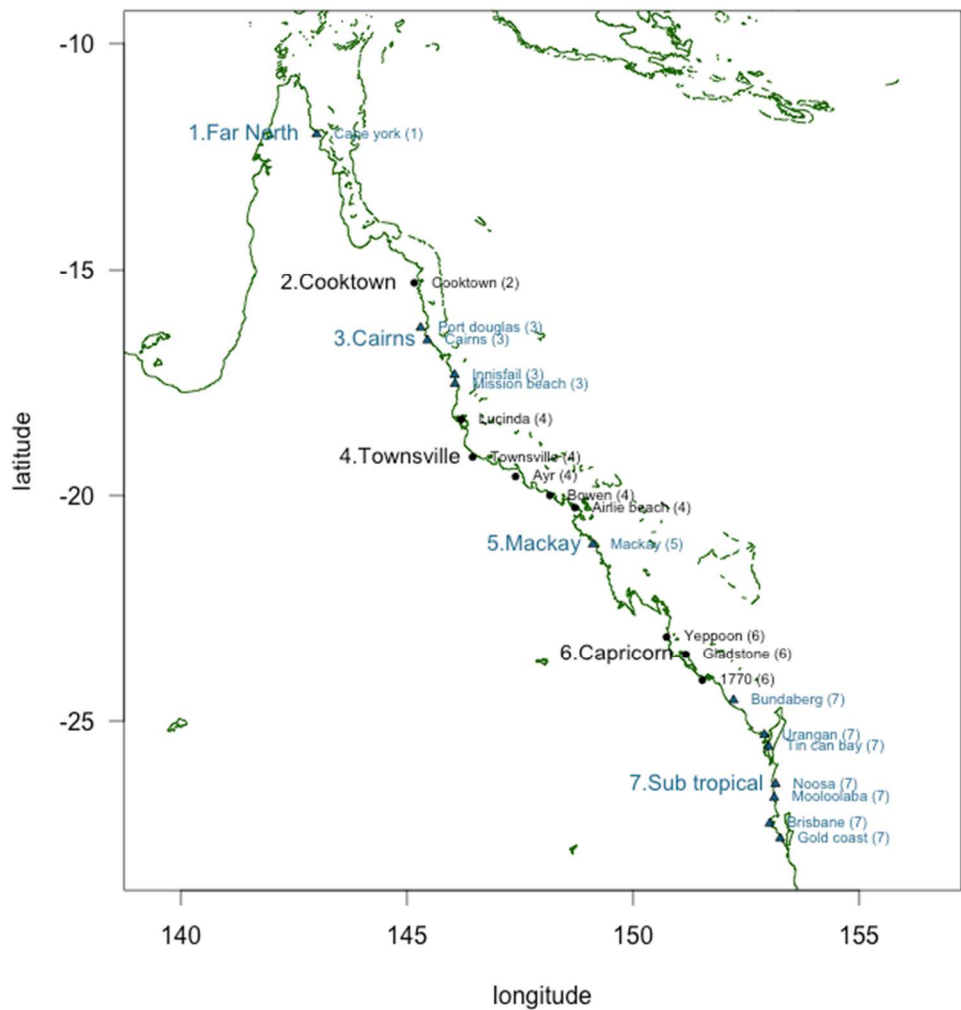 -10
1.Far North
Cape york (1)
-15
2.Cooktown
Cooktown (2)
Port douglas (3)
3.Cairns
Cairns (3)
Innisfail (3)
Mission beach (3)
Lucinda (4)
4.Townsville
Townsville (4)
Ayr (4)
-20
Bowen (4)
Airlie beach (4)
5.Mackay
Mackay (5)
Yeppoon (6)
6.Capricorn
Gladstone (6)
1770 (6)
Bundaberg (7)
-25
Urangan (7)
Tin can bay (7)
7.Sub tropical
Noosa (7)
Mooloolaba (7)
Brisbane (7)
Gold coast (7)
latitude
140
145
150
155
longitude